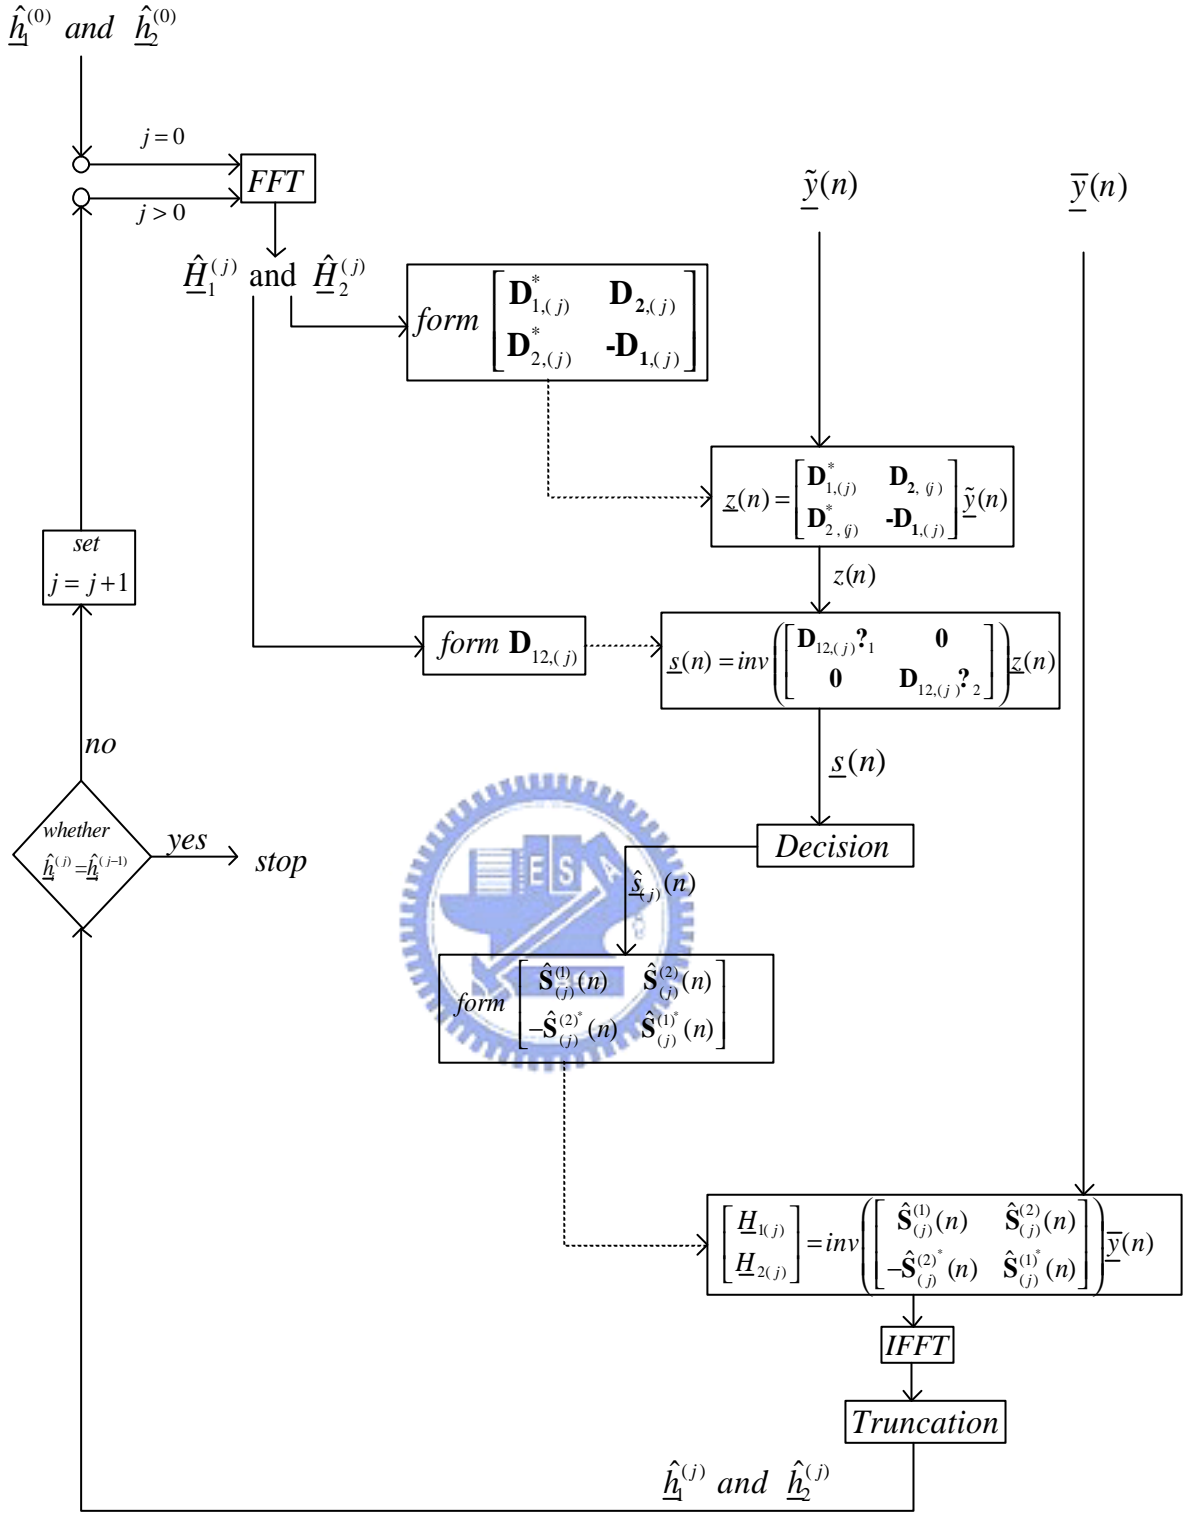 ĥ₁⁽⁰⁾ and ĥ₂⁽⁰⁾
j = 0
FFT
j > 0
ỹ(n)
y̅(n)
Ĥ₁⁽ʲ⁾ and Ĥ₂⁽ʲ⁾
form [D*₁,(j) D₂,(j)
D*₂,(j) -D₁,(j)]
z(n) = [D*₁,(j) D₂,(j)
D*₂,(j) -D₁,(j)] ỹ(n)
z(n)
set
j = j+1
form D₁₂,(j)
s(n) = inv([D₁₂,(j)?₁ 0
0 D₁₂,(j)?₂]) z(n)
no
s(n)
whether
ĥ₁⁽ʲ⁾=ĥ₁⁽ʲ⁻¹⁾
yes
stop
Decision
ŝ(j)(n)
E S A
form [Ŝ(j)⁽¹⁾(n) Ŝ(j)⁽²⁾(n)
−Ŝ(j)⁽²⁾*(n) Ŝ(j)⁽¹⁾*(n)]
[H₁(j)
H₂(j)] = inv([Ŝ(j)⁽¹⁾(n) Ŝ(j)⁽²⁾(n)
−Ŝ(j)⁽²⁾*(n) Ŝ(j)⁽¹⁾*(n)]) y̅(n)
IFFT
Truncation
ĥ₁⁽ʲ⁾ and ĥ₂⁽ʲ⁾